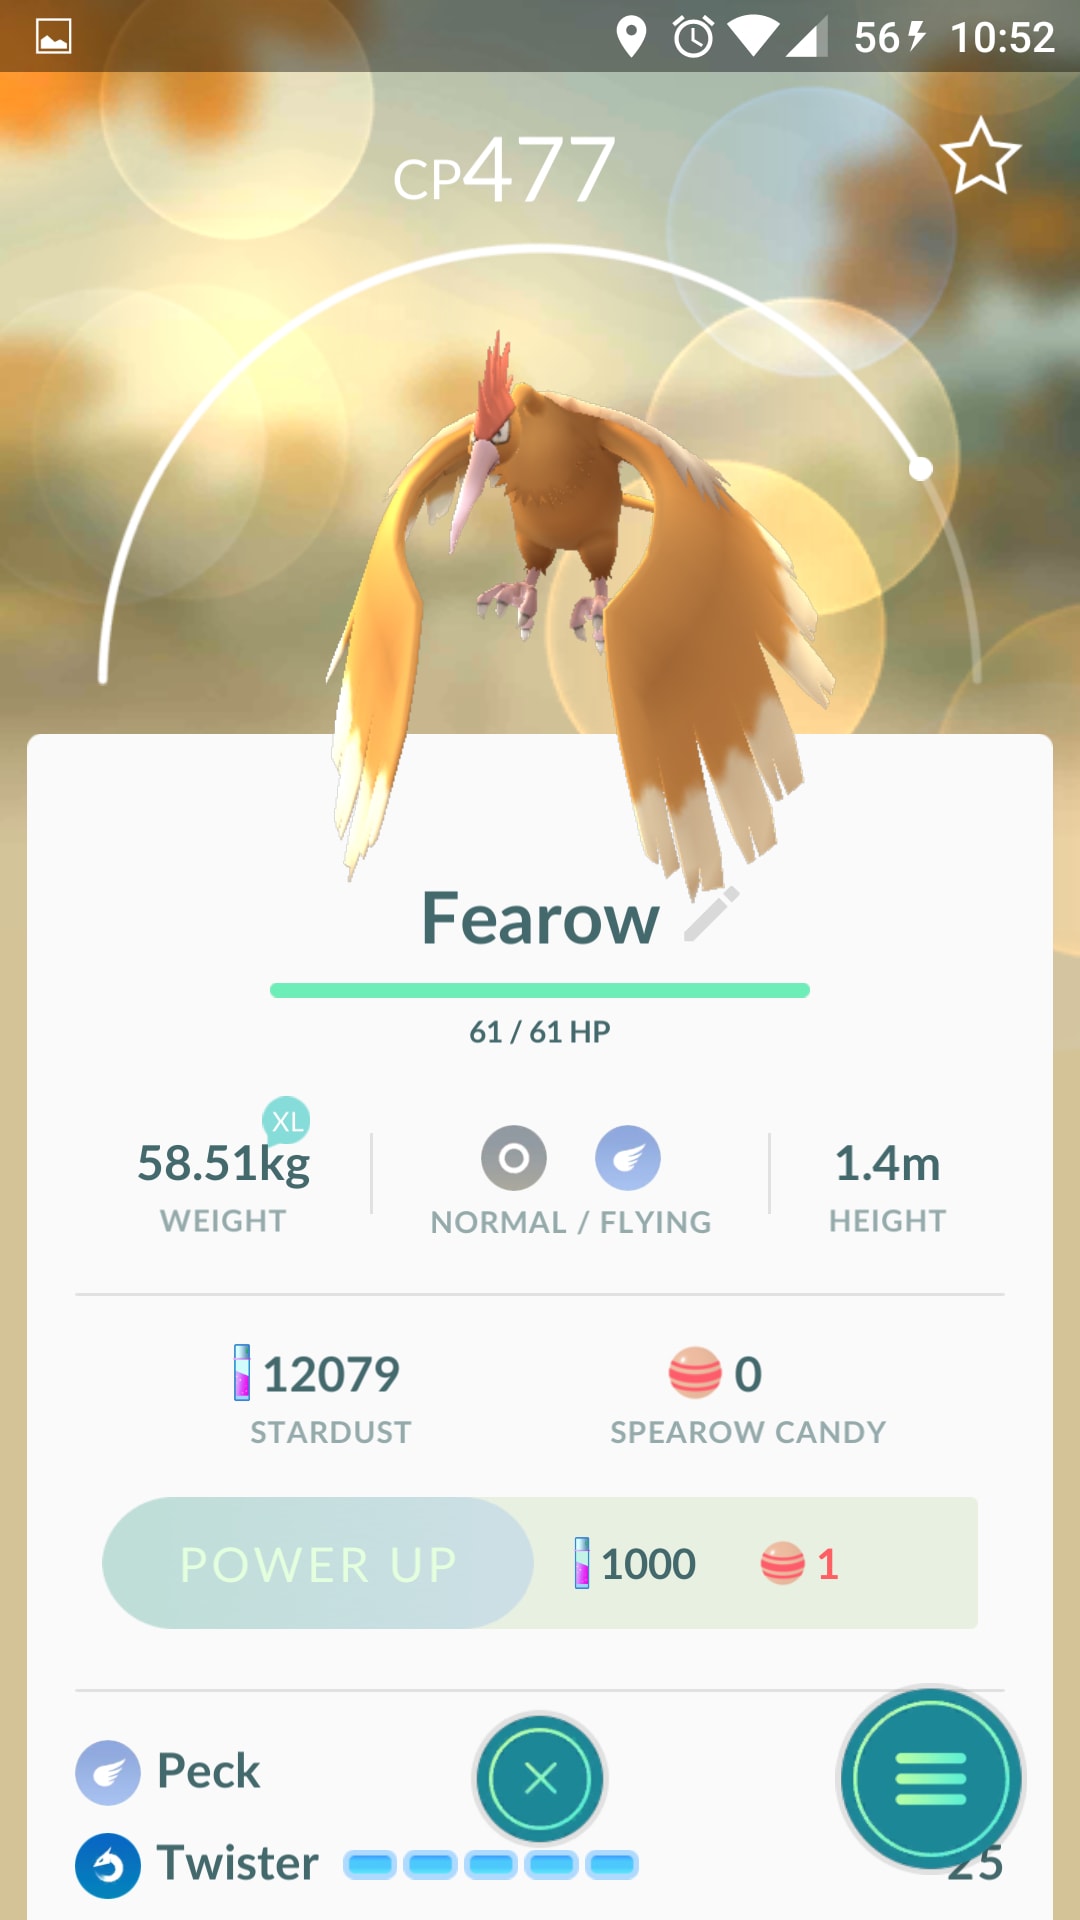 56 10:52
CP477
Fearow
61 / 61 HP
XL
58.51kg
WEIGHT
NORMAL / FLYING
1.4m
HEIGHT
12079
STARDUST
0
SPEAROW CANDY
POWER UP 1000 1
Peck
Twister 25